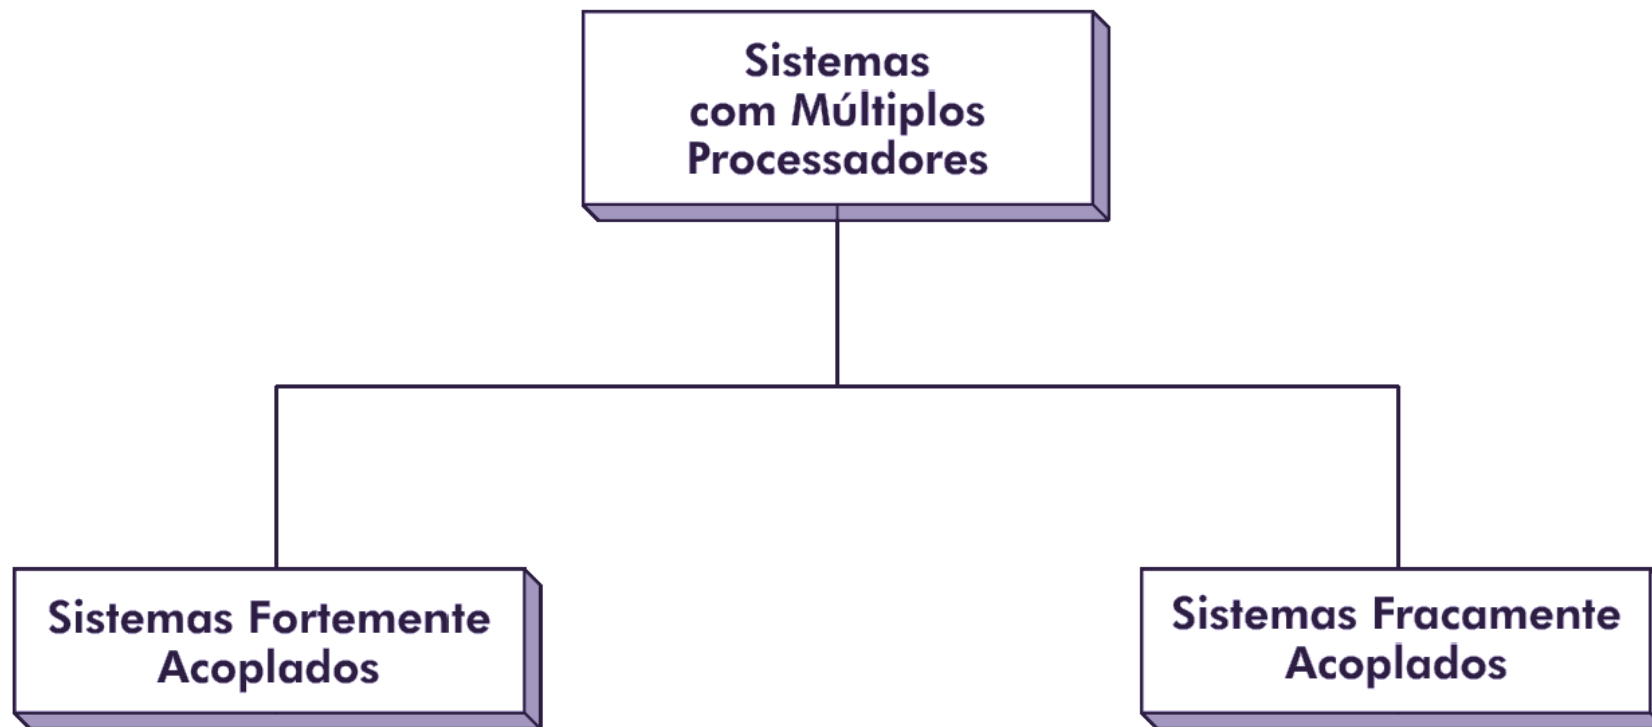 Sistemas
com Múltiplos
Processadores
Sistemas Fortemente
Acoplados
Sistemas Fracamente
Acoplados